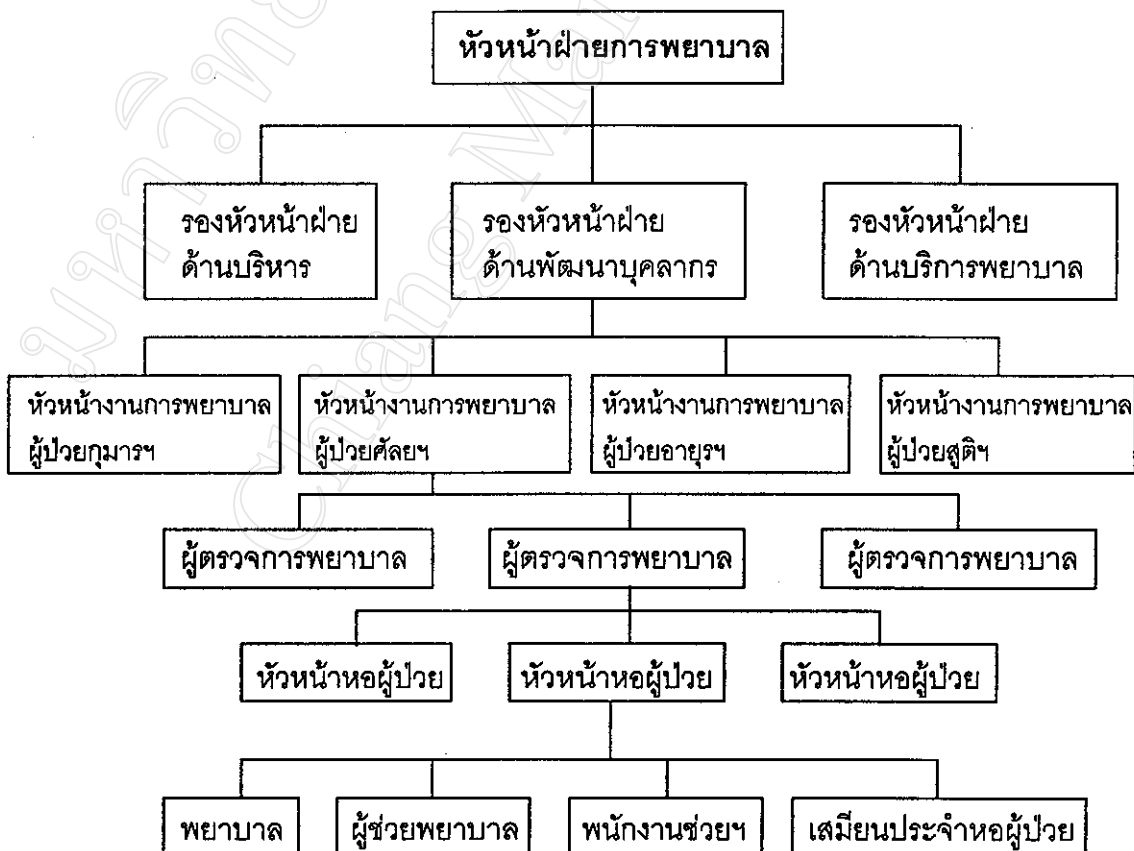 หัวหน้าฝ่ายการพยาบาล
รองหัวหน้าฝ่าย
ด้านบริหาร
รองหัวหน้าฝ่าย
ด้านพัฒนาบุคลากร
รองหัวหน้าฝ่าย
ด้านบริการพยาบาล
หัวหน้างานการพยาบาล
ผู้ป่วยกุมารฯ
หัวหน้างานการพยาบาล
ผู้ป่วยศัลยฯ
หัวหน้างานการพยาบาล
ผู้ป่วยอายุรฯ
หัวหน้างานการพยาบาล
ผู้ป่วยสูติฯ
ผู้ตรวจการพยาบาล
ผู้ตรวจการพยาบาล
ผู้ตรวจการพยาบาล
หัวหน้าหอผู้ป่วย
หัวหน้าหอผู้ป่วย
หัวหน้าหอผู้ป่วย
พยาบาล
ผู้ช่วยพยาบาล
พนักงานช่วยฯ
เสมียนประจำหอผู้ป่วย
Chiang Mai